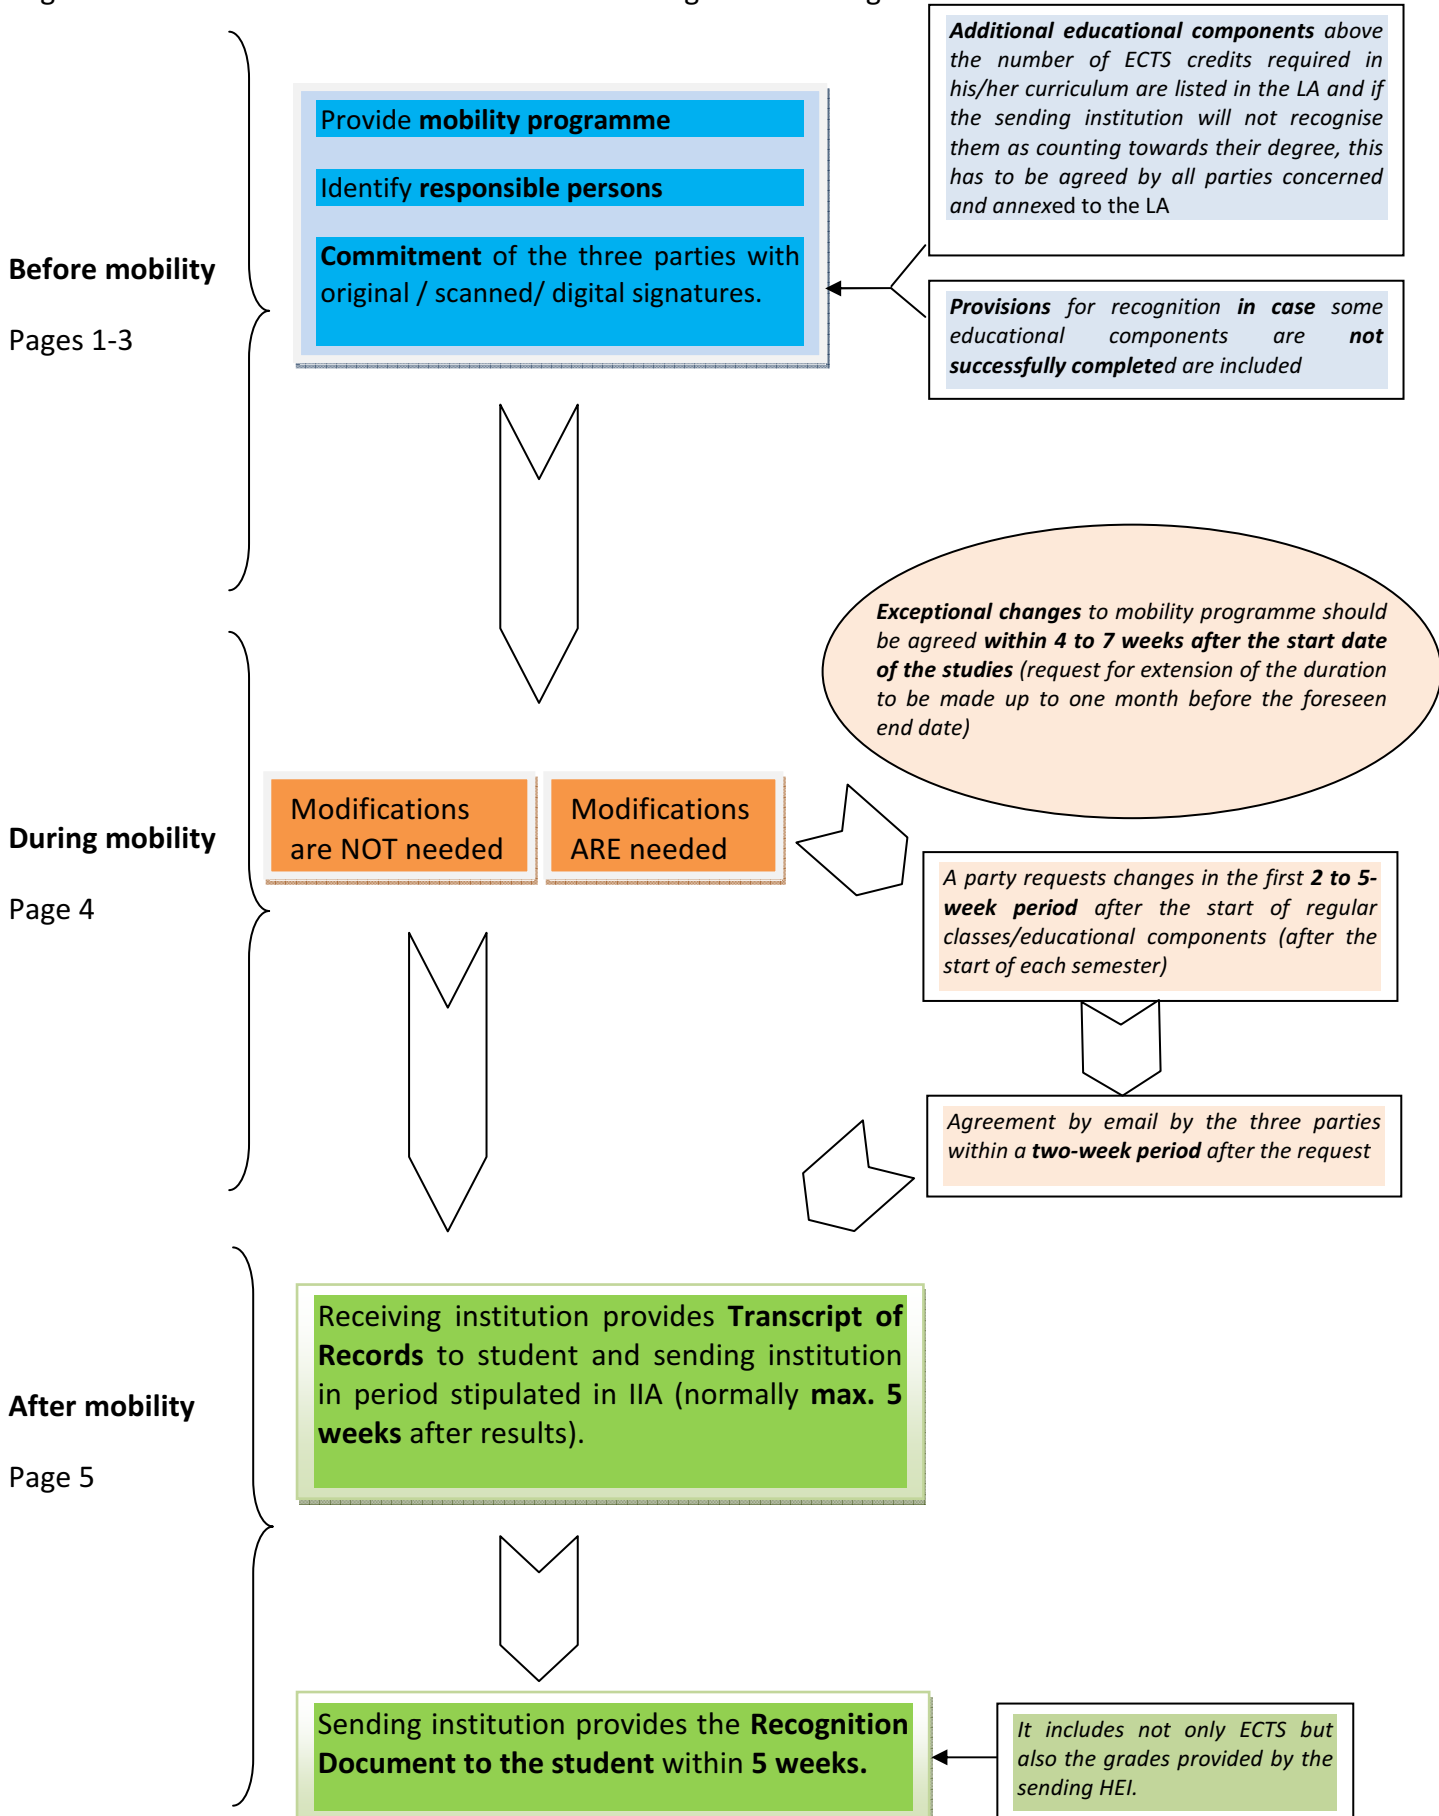 Additional educational components above
the number of ECTS credits required in
his/her curriculum are listed in the LA and if
the sending institution will not recognise
them as counting towards their degree, this
has to be agreed by all parties concerned
and annexed to the LA
Provide mobility programme
Identify responsible persons
Commitment of the three parties with
original / scanned/ digital signatures.
Before mobility
Pages 1-3
Provisions for recognition in case some
educational components are not
successfully completed are included
Exceptional changes to mobility programme should
be agreed within 4 to 7 weeks after the start date
of the studies (request for extension of the duration
to be made up to one month before the foreseen
end date)
During mobility
Page 4
Modifications
are NOT needed
Modifications
ARE needed
A party requests changes in the first 2 to 5-
week period after the start of regular
classes/educational components (after the
start of each semester)
Agreement by email by the three parties
within a two-week period after the request
After mobility
Page 5
Receiving institution provides Transcript of
Records to student and sending institution
in period stipulated in IIA (normally max. 5
weeks after results).
Sending institution provides the Recognition
Document to the student within 5 weeks.
It includes not only ECTS but
also the grades provided by the
sending HEI.